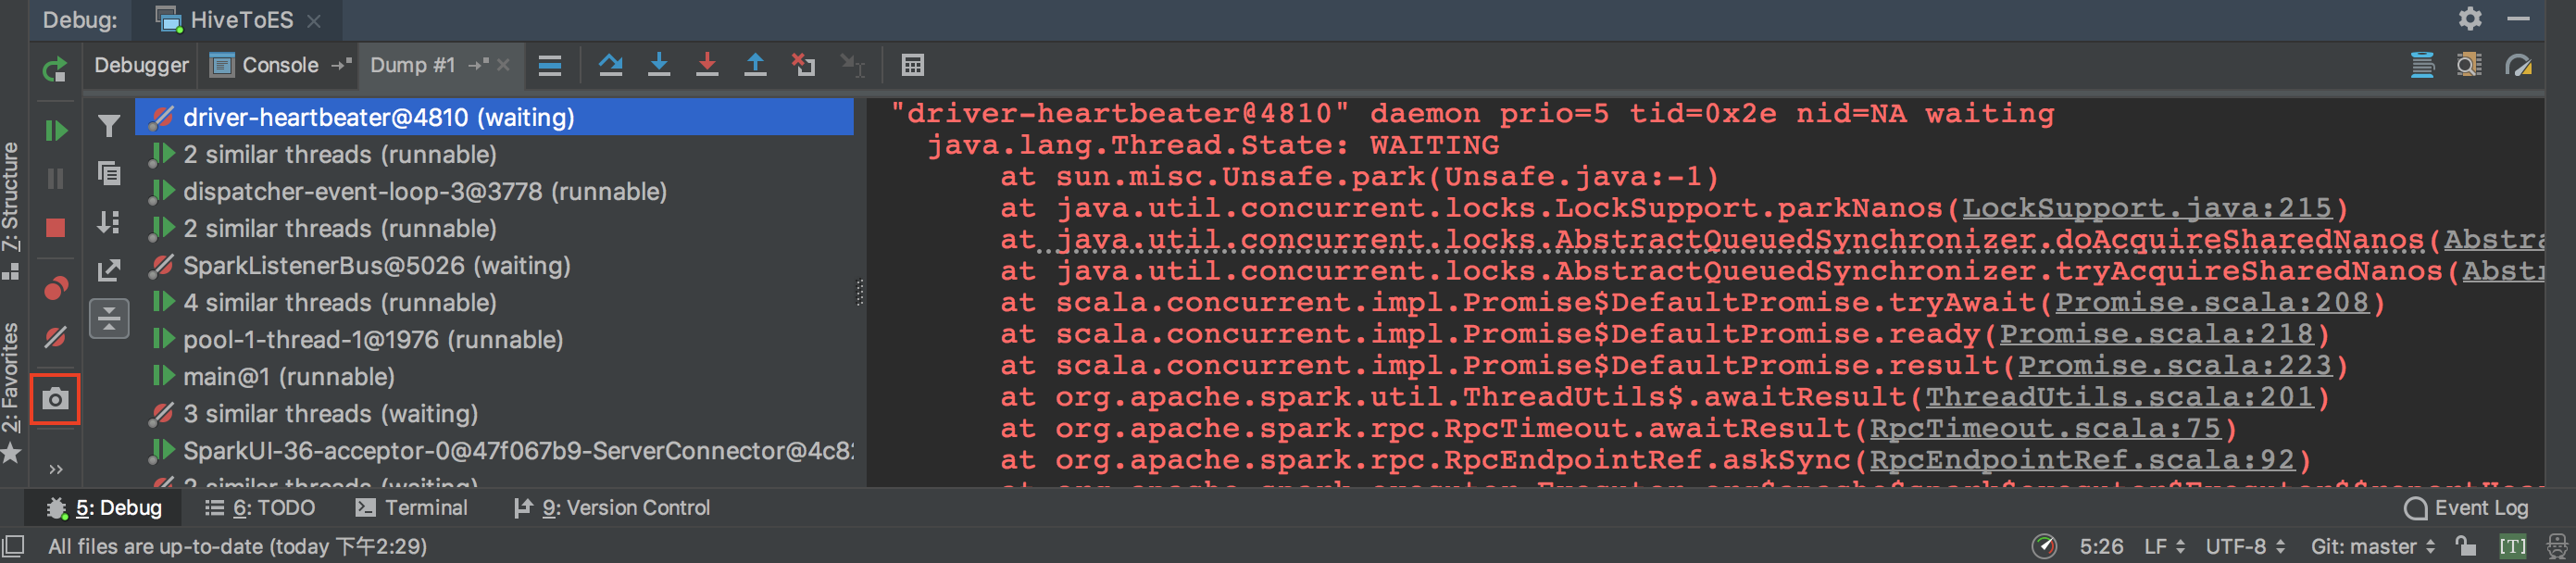 Debug: HiveToES
Debugger Console Dump #1
driver-heartbeater@4810 (waiting)
2 similar threads (runnable)
dispatcher-event-loop-3@3778 (runnable)
2 similar threads (runnable)
SparkListenerBus@5026 (waiting)
4 similar threads (runnable)
pool-1-thread-1@1976 (runnable)
main@1 (runnable)
3 similar threads (waiting)
SparkUI-36-acceptor-0@47f067b9-ServerConnector@4c82
2 similar threads (waiting)
"driver-heartbeater@4810" daemon prio=5 tid=0x2e nid=NA waiting
java.lang.Thread.State: WAITING
at sun.misc.Unsafe.park(Unsafe.java:-1)
at java.util.concurrent.locks.LockSupport.parkNanos(LockSupport.java:215)
at java.util.concurrent.locks.AbstractQueuedSynchronizer.doAcquireSharedNanos(Abstra
at java.util.concurrent.locks.AbstractQueuedSynchronizer.tryAcquireSharedNanos(Abst
at scala.concurrent.impl.Promise$DefaultPromise.tryAwait(Promise.scala:208)
at scala.concurrent.impl.Promise$DefaultPromise.ready(Promise.scala:218)
at scala.concurrent.impl.Promise$DefaultPromise.result(Promise.scala:223)
at org.apache.spark.util.ThreadUtils$.awaitResult(ThreadUtils.scala:201)
at org.apache.spark.rpc.RpcTimeout.awaitResult(RpcTimeout.scala:75)
at org.apache.spark.rpc.RpcEndpointRef.askSync(RpcEndpointRef.scala:92)
7: Structure
2: Favorites
5: Debug 6: TODO Terminal 9: Version Control Event Log
All files are up-to-date (today 下午2:29) 5:26 LF UTF-8 Git: master [T]